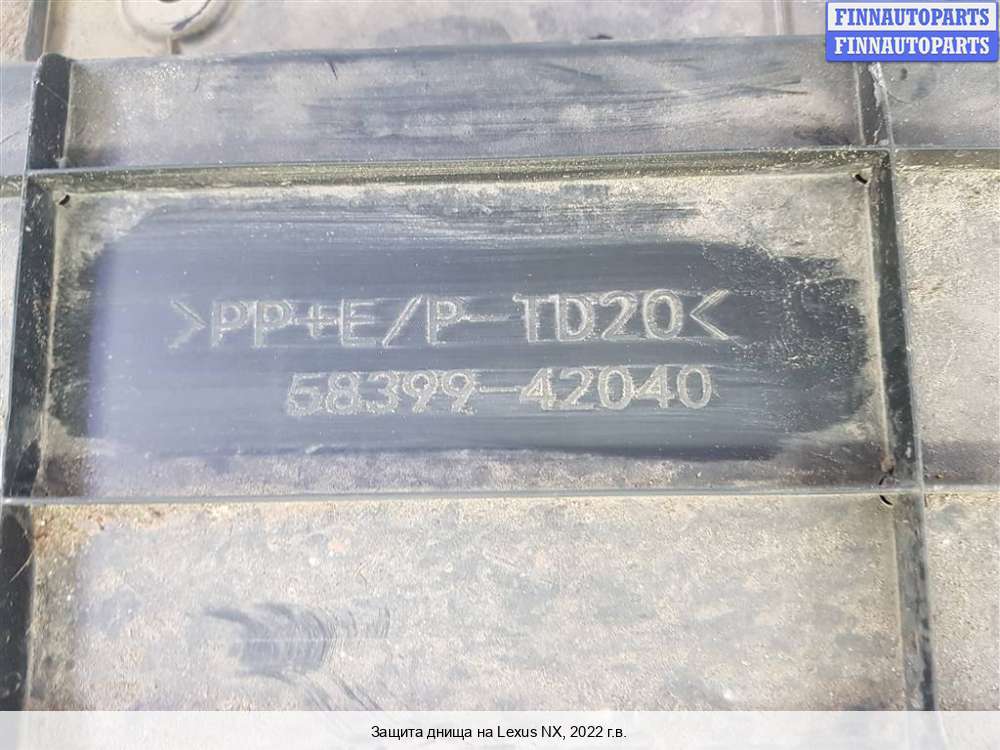 FINNAUTOPARTS
FINNAUTOPARTS
>PP+E/P-TD20<
58399-42040
Защита днища на Lexus NX, 2022 г.в.